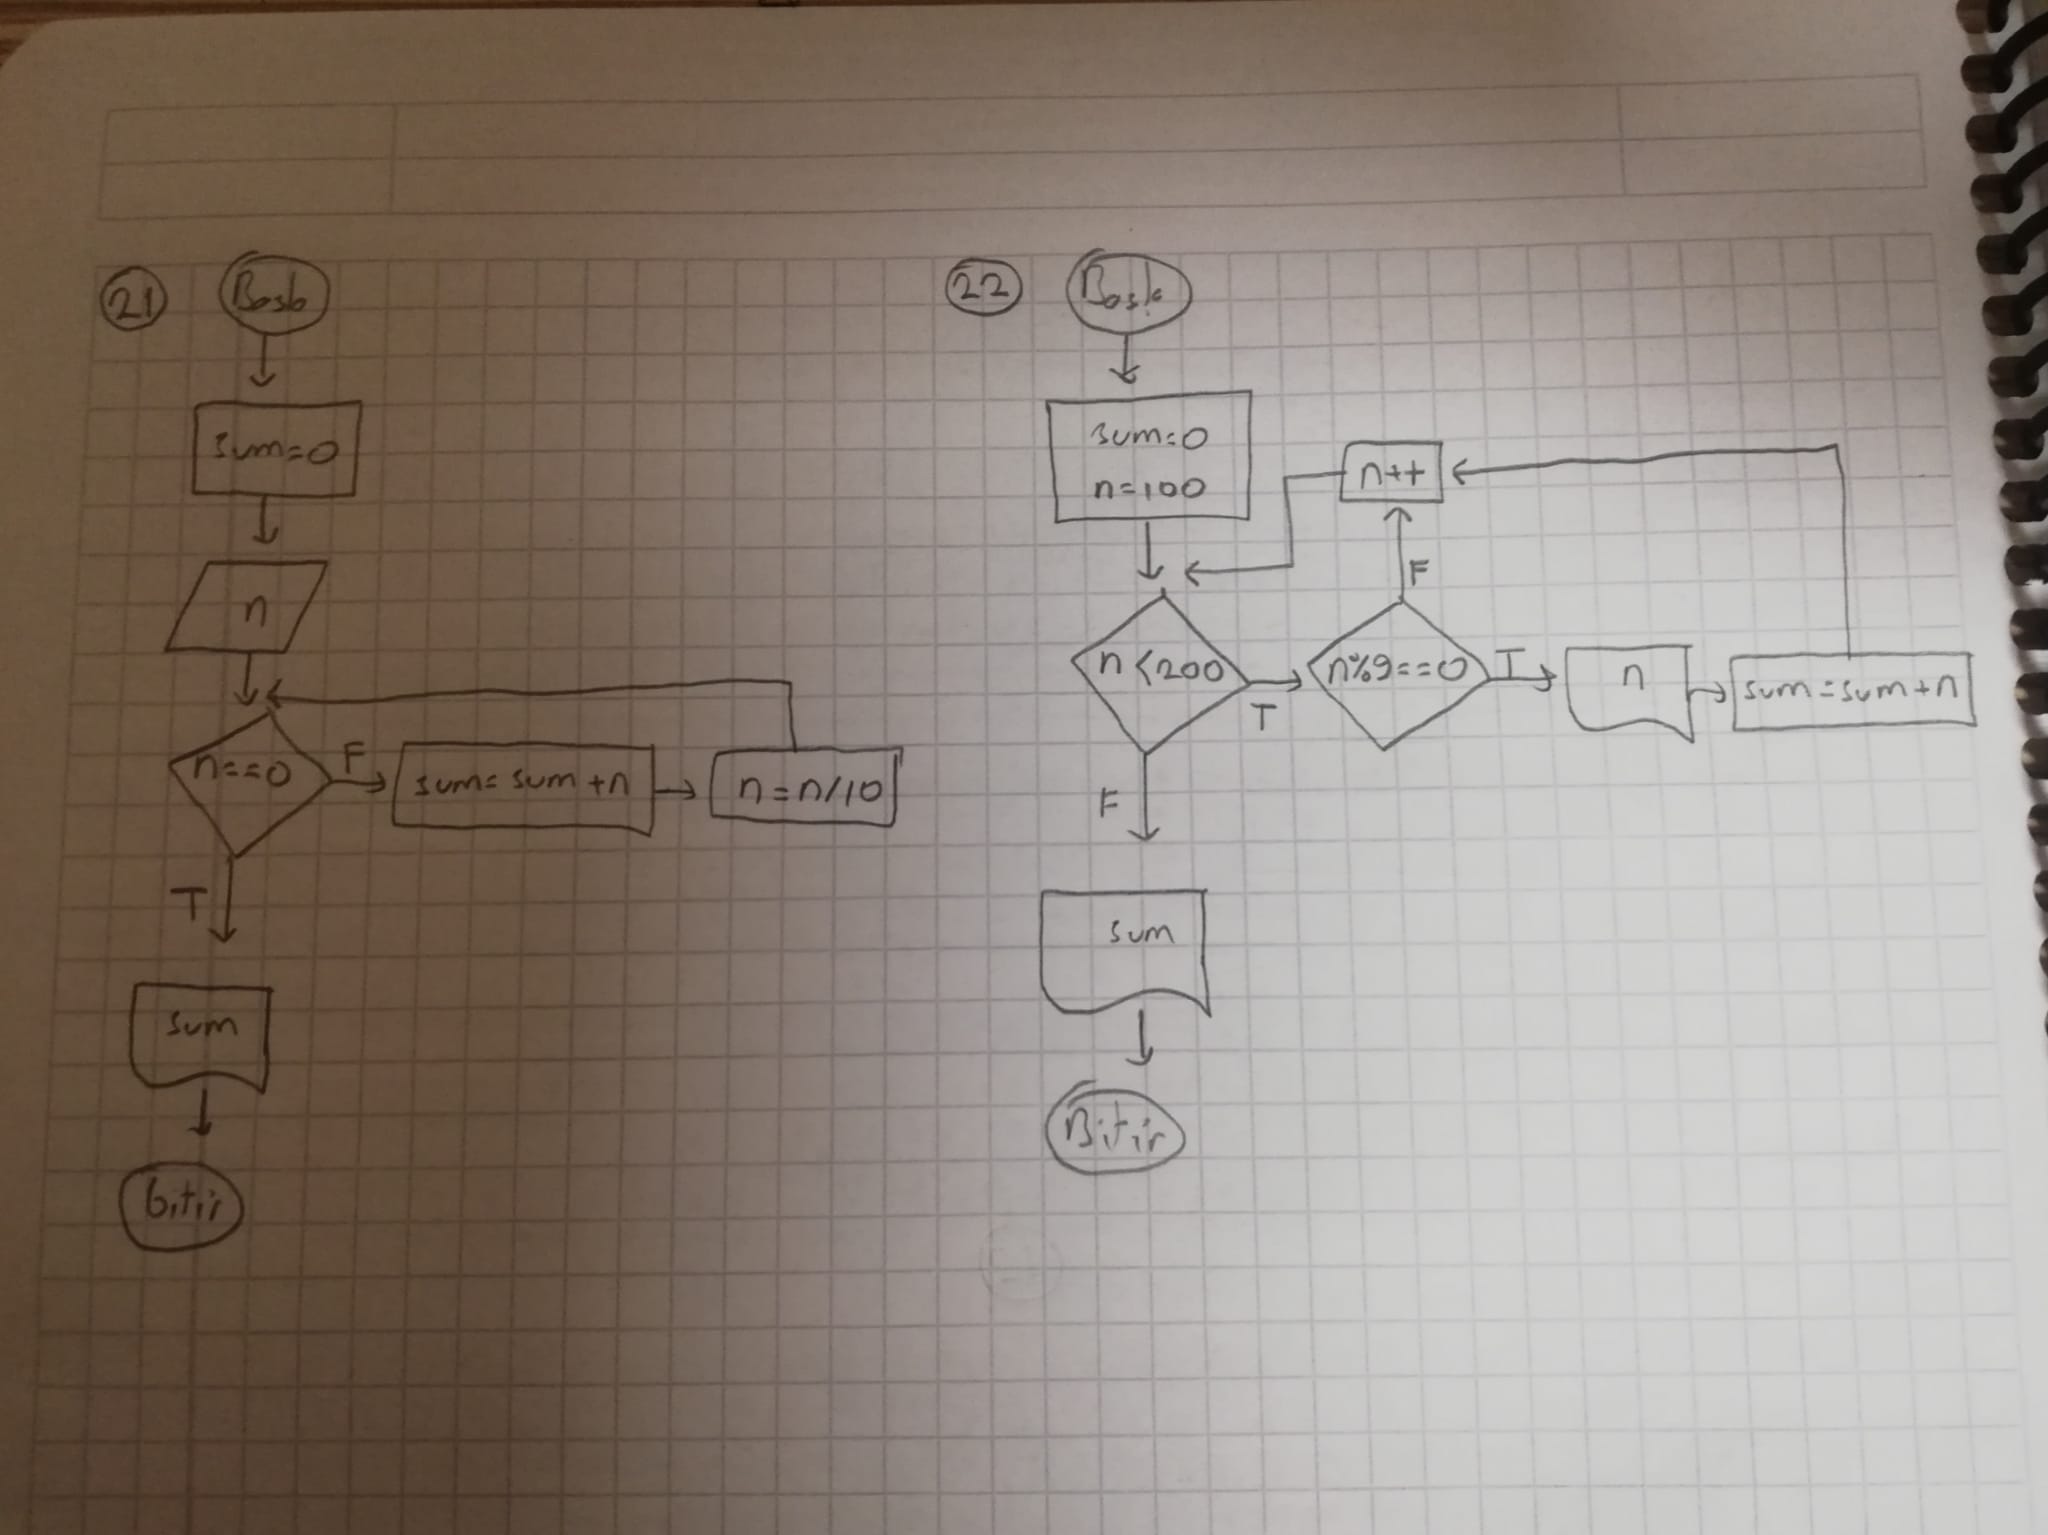 21
Başla
sum=0
n
n==0
F
sum=sum+n
n=n/10
T
sum
bitir
22
Başla
sum=0
n=100
n++
F
n<200
T
n%9==0
T
n
sum=sum+n
F
sum
Bitir